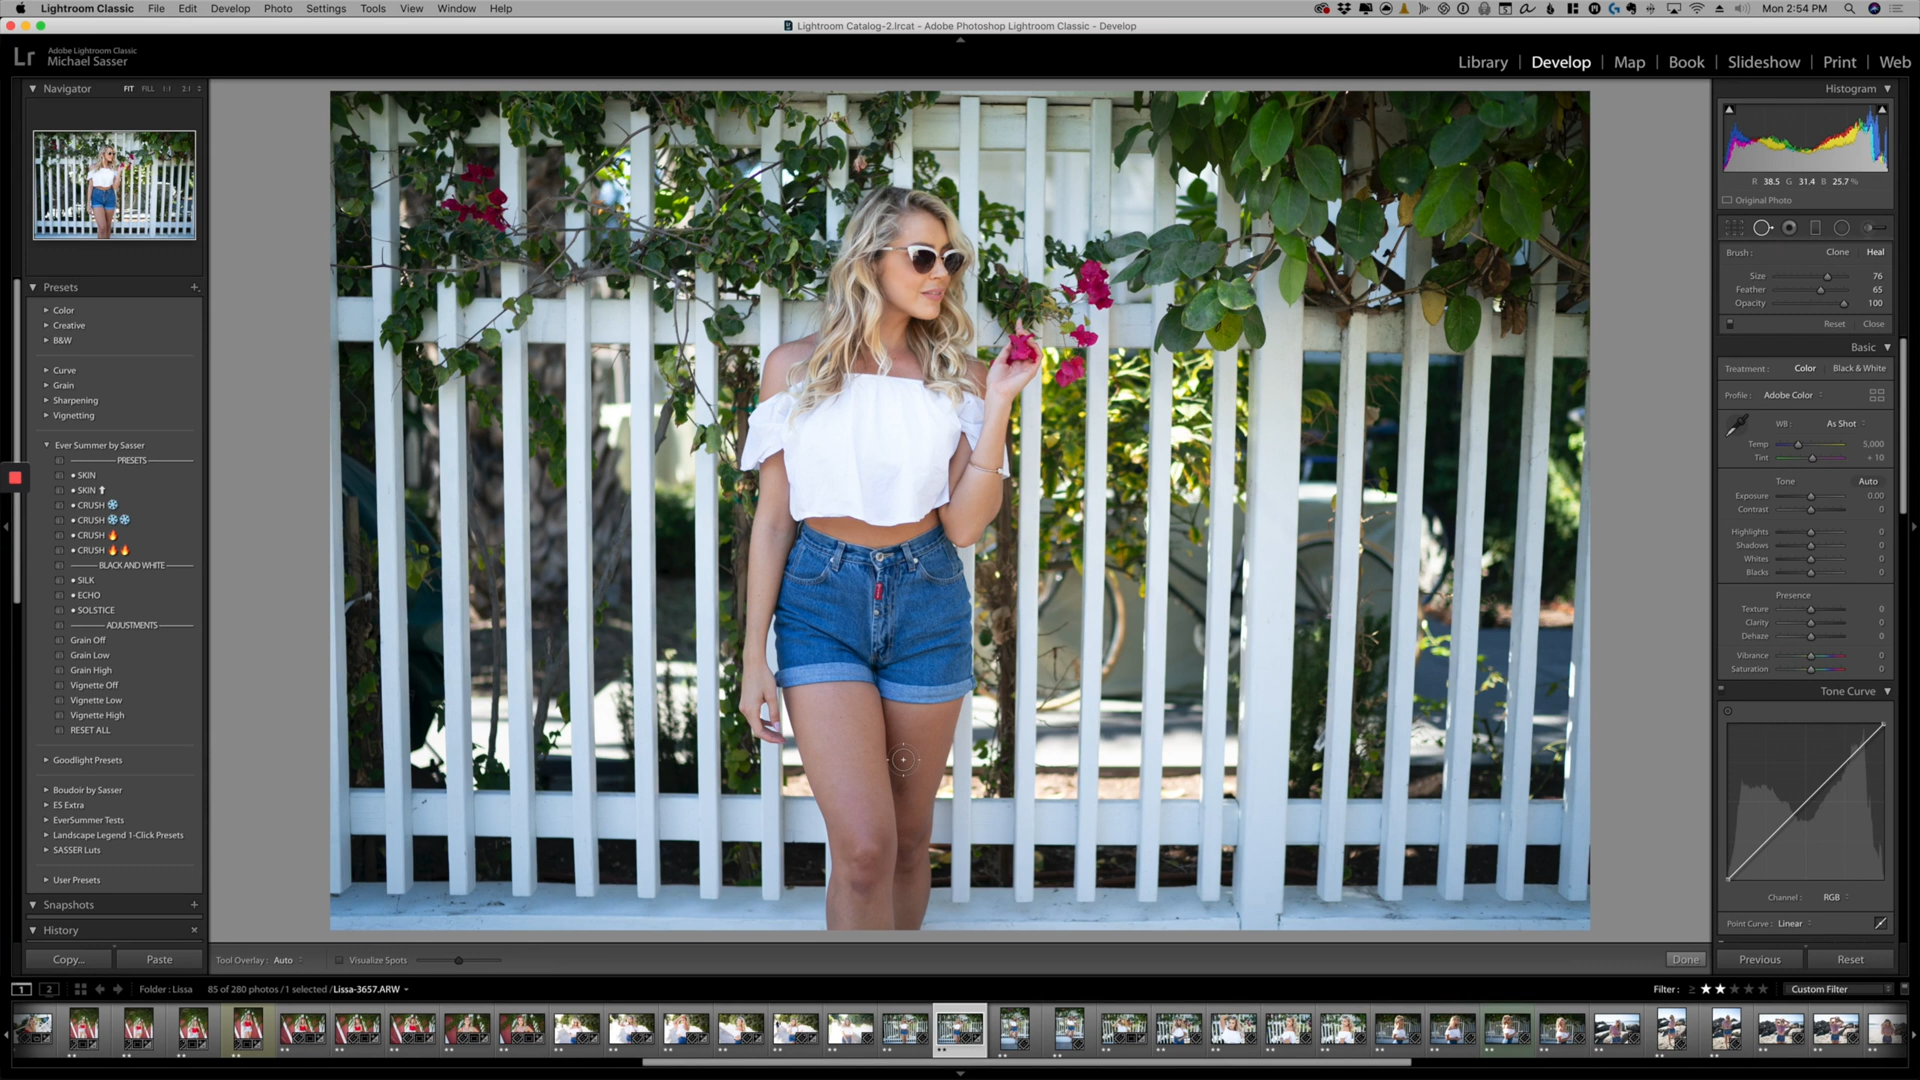 Lightroom Classic File Edit Develop Photo Settings Tools View Window Help Mon 2:54 PM
Lightroom Catalog-2.lrcat - Adobe Photoshop Lightroom Classic - Develop
Lr Adobe Lightroom Classic
Michael Sasser
Library | Develop | Map | Book | Slideshow | Print | Web
Navigator FIT FILL 1:1 2:1
Presets +
Color
Creative
B&W
Curve
Grain
Sharpening
Vignetting
Ever Summer by Sasser
PRESETS
• SKIN
• SKIN ⬆
• CRUSH ❄️
• CRUSH ❄️❄️
• CRUSH 🔥
• CRUSH 🔥🔥
BLACK AND WHITE
• SILK
• ECHO
• SOLSTICE
ADJUSTMENTS
Grain Off
Grain Low
Grain High
Vignette Off
Vignette Low
Vignette High
RESET ALL
Goodlight Presets
Boudoir by Sasser
ES Extra
EverSummer Tests
Landscape Legend 1-Click Presets
SASSER Luts
User Presets
Snapshots +
History ×
Copy... Paste
Tool Overlay : Auto Visualize Spots Done
Histogram
R 38.5 G 31.4 B 25.7 %
Original Photo
Brush : Clone Heal
Size 76
Feather 65
Opacity 100
Reset Close
Basic
Treatment : Color Black & White
Profile : Adobe Color
WB : As Shot
Temp 5,000
Tint + 10
Tone Auto
Exposure 0.00
Contrast 0
Highlights 0
Shadows 0
Whites 0
Blacks 0
Presence
Texture 0
Clarity 0
Dehaze 0
Vibrance 0
Saturation 0
Tone Curve
Channel : RGB
Point Curve : Linear
Previous Reset
1 2 Folder : Lissa 85 of 280 photos / 1 selected / Lissa-3657.ARW Filter : ≥ ★★★★★ Custom Filter